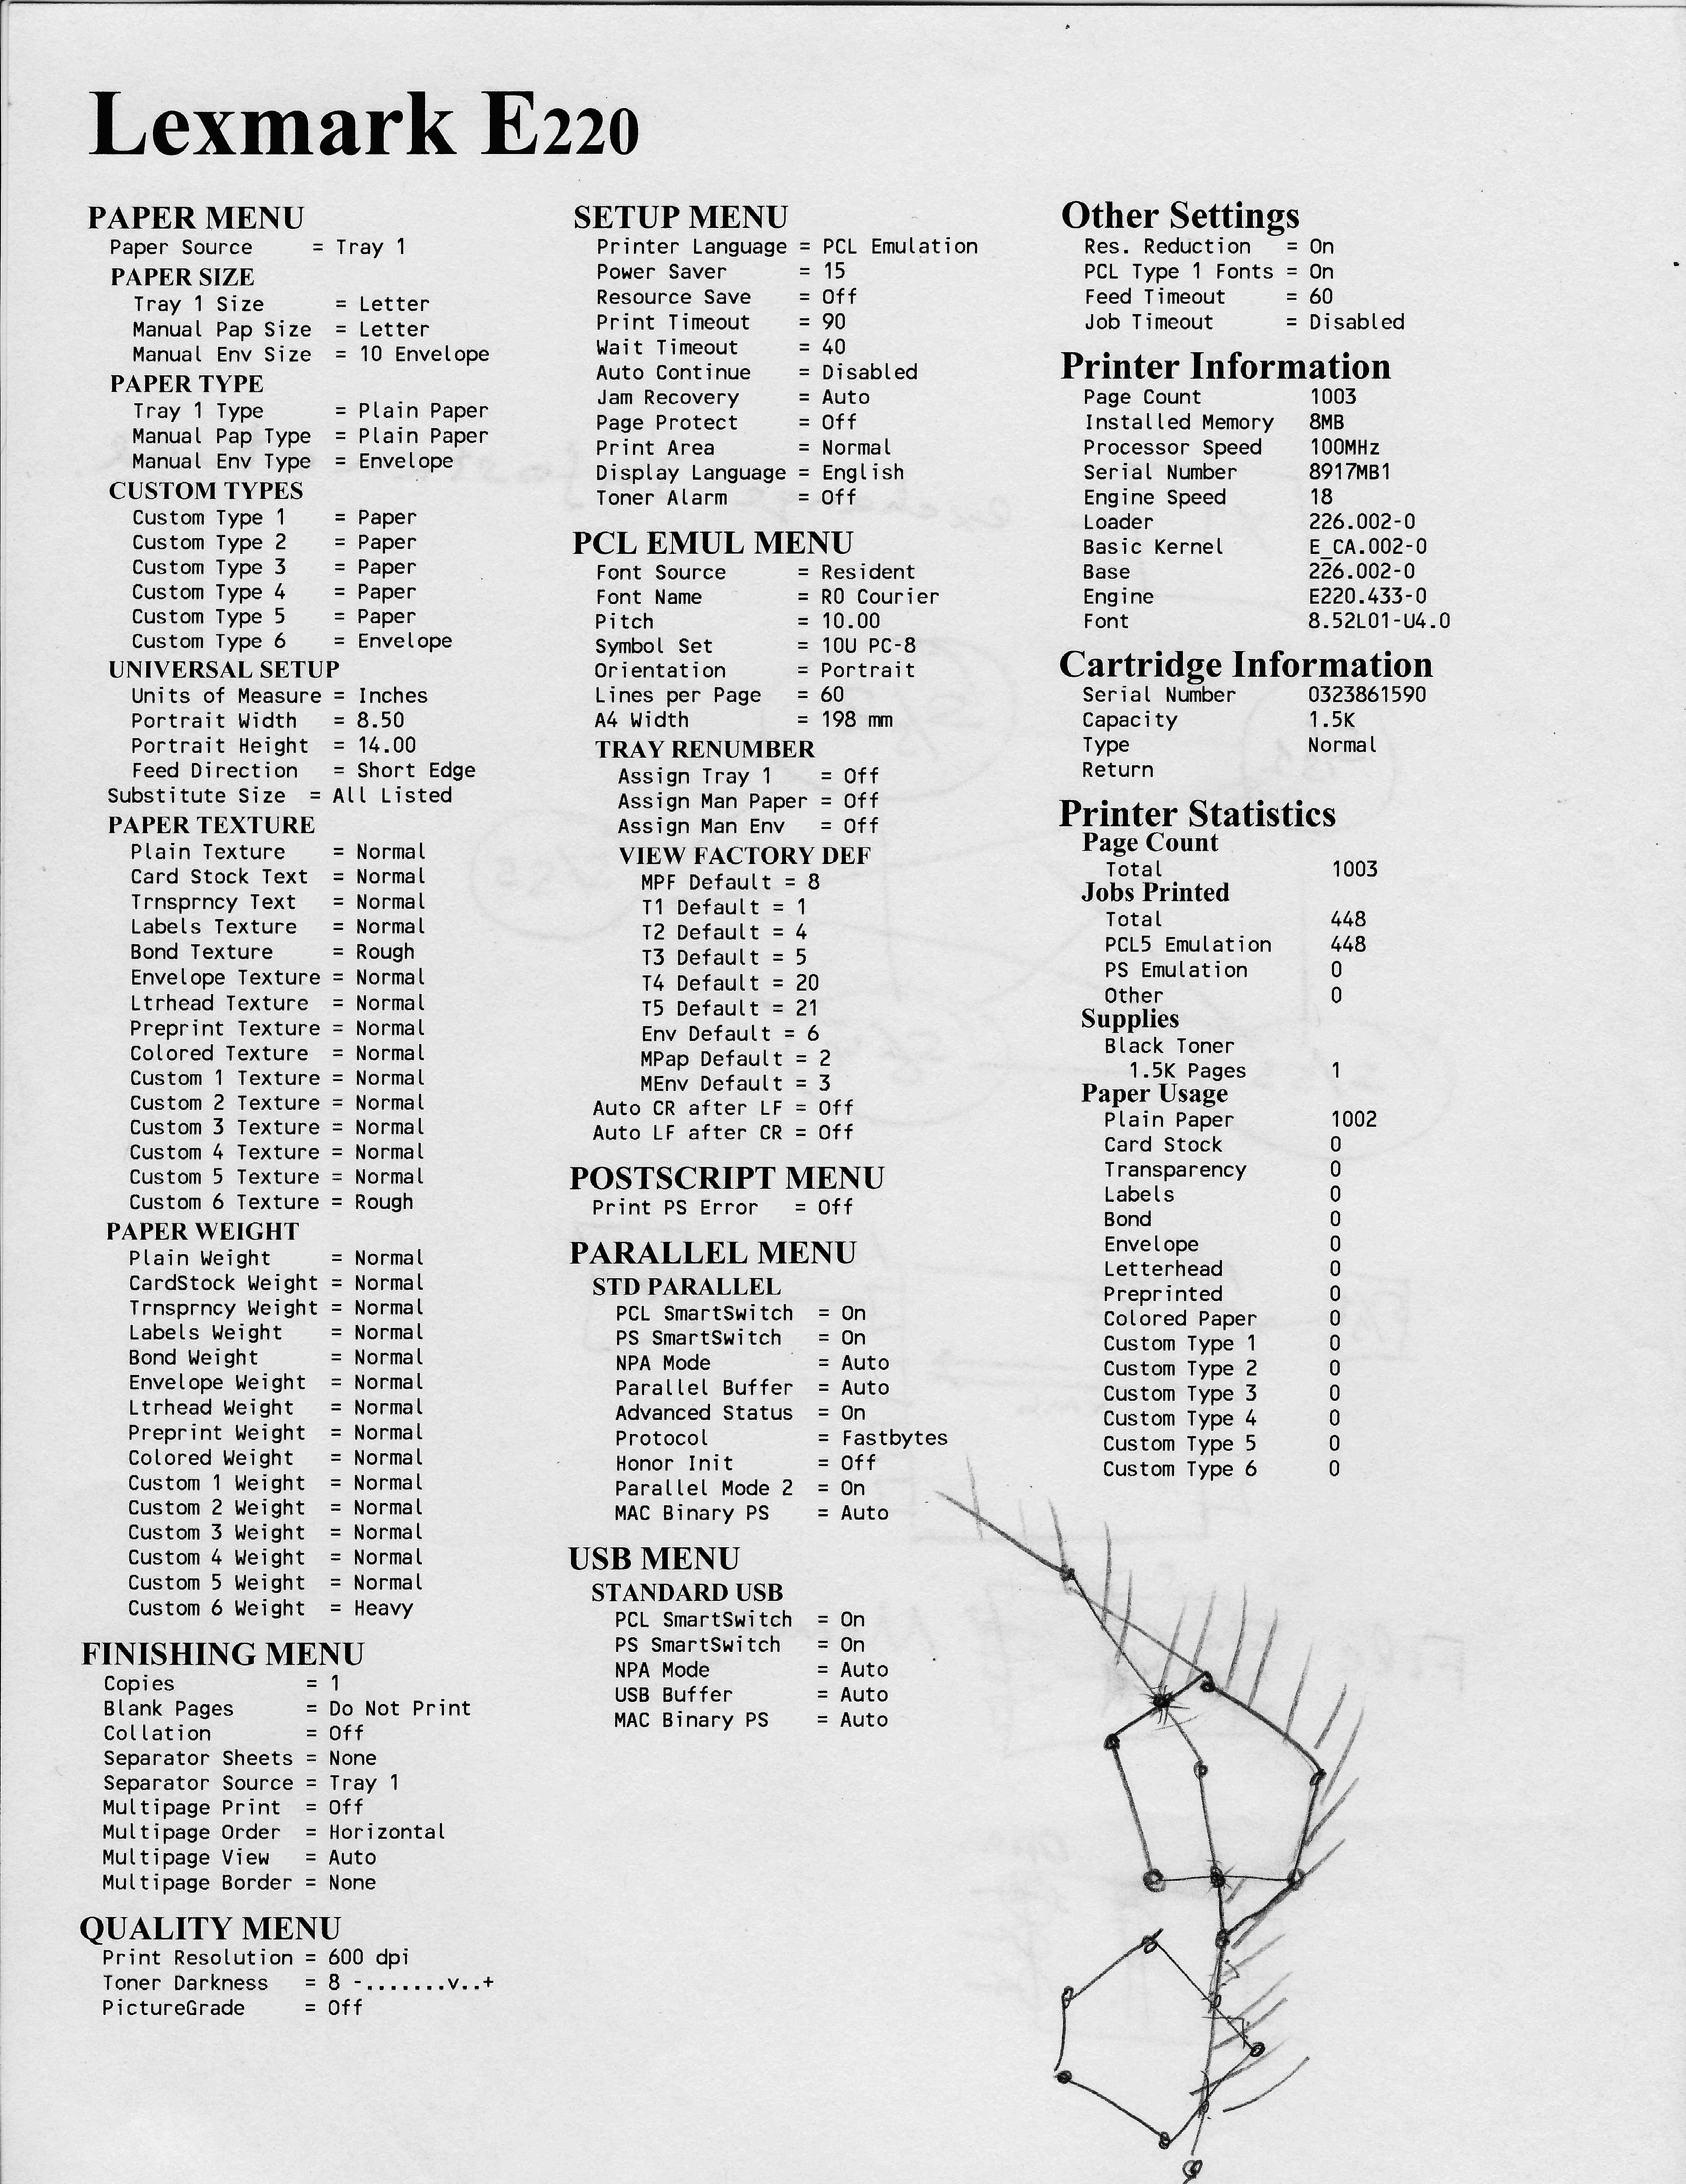 Lexmark E220
PAPER MENU
Paper Source = Tray 1
PAPER SIZE
Tray 1 Size = Letter
Manual Pap Size = Letter
Manual Env Size = 10 Envelope
PAPER TYPE
Tray 1 Type = Plain Paper
Manual Pap Type = Plain Paper
Manual Env Type = Envelope
CUSTOM TYPES
Custom Type 1 = Paper
Custom Type 2 = Paper
Custom Type 3 = Paper
Custom Type 4 = Paper
Custom Type 5 = Paper
Custom Type 6 = Envelope
UNIVERSAL SETUP
Units of Measure = Inches
Portrait Width = 8.50
Portrait Height = 14.00
Feed Direction = Short Edge
Substitute Size = All Listed
PAPER TEXTURE
Plain Texture = Normal
Card Stock Text = Normal
Trnsprncy Text = Normal
Labels Texture = Normal
Bond Texture = Rough
Envelope Texture = Normal
Ltrhead Texture = Normal
Preprint Texture = Normal
Colored Texture = Normal
Custom 1 Texture = Normal
Custom 2 Texture = Normal
Custom 3 Texture = Normal
Custom 4 Texture = Normal
Custom 5 Texture = Normal
Custom 6 Texture = Rough
PAPER WEIGHT
Plain Weight = Normal
CardStock Weight = Normal
Trnsprncy Weight = Normal
Labels Weight = Normal
Bond Weight = Normal
Envelope Weight = Normal
Ltrhead Weight = Normal
Preprint Weight = Normal
Colored Weight = Normal
Custom 1 Weight = Normal
Custom 2 Weight = Normal
Custom 3 Weight = Normal
Custom 4 Weight = Normal
Custom 5 Weight = Normal
Custom 6 Weight = Heavy
FINISHING MENU
Copies = 1
Blank Pages = Do Not Print
Collation = Off
Separator Sheets = None
Separator Source = Tray 1
Multipage Print = Off
Multipage Order = Horizontal
Multipage View = Auto
Multipage Border = None
QUALITY MENU
Print Resolution = 600 dpi
Toner Darkness = 8 -.......v..+
PictureGrade = Off
SETUP MENU
Printer Language = PCL Emulation
Power Saver = 15
Resource Save = Off
Print Timeout = 90
Wait Timeout = 40
Auto Continue = Disabled
Jam Recovery = Auto
Page Protect = Off
Print Area = Normal
Display Language = English
Toner Alarm = Off
PCL EMUL MENU
Font Source = Resident
Font Name = R0 Courier
Pitch = 10.00
Symbol Set = 10U PC-8
Orientation = Portrait
Lines per Page = 60
A4 Width = 198 mm
TRAY RENUMBER
Assign Tray 1 = Off
Assign Man Paper = Off
Assign Man Env = Off
VIEW FACTORY DEF
MPF Default = 8
T1 Default = 1
T2 Default = 4
T3 Default = 5
T4 Default = 20
T5 Default = 21
Env Default = 6
MPap Default = 2
MEnv Default = 3
Auto CR after LF = Off
Auto LF after CR = Off
POSTSCRIPT MENU
Print PS Error = Off
PARALLEL MENU
STD PARALLEL
PCL SmartSwitch = On
PS SmartSwitch = On
NPA Mode = Auto
Parallel Buffer = Auto
Advanced Status = On
Protocol = Fastbytes
Honor Init = Off
Parallel Mode 2 = On
MAC Binary PS = Auto
USB MENU
STANDARD USB
PCL SmartSwitch = On
PS SmartSwitch = On
NPA Mode = Auto
USB Buffer = Auto
MAC Binary PS = Auto
Other Settings
Res. Reduction = On
PCL Type 1 Fonts = On
Feed Timeout = 60
Job Timeout = Disabled
Printer Information
Page Count 1003
Installed Memory 8MB
Processor Speed 100MHz
Serial Number 8917MB1
Engine Speed 18
Loader 226.002-0
Basic Kernel E_CA.002-0
Base 226.002-0
Engine E220.433-0
Font 8.52L01-U4.0
Cartridge Information
Serial Number 0323861590
Capacity 1.5K
Type Normal
Return
Printer Statistics
Page Count
Total 1003
Jobs Printed
Total 448
PCL5 Emulation 448
PS Emulation 0
Other 0
Supplies
Black Toner
1.5K Pages 1
Paper Usage
Plain Paper 1002
Card Stock 0
Transparency 0
Labels 0
Bond 0
Envelope 0
Letterhead 0
Preprinted 0
Colored Paper 0
Custom Type 1 0
Custom Type 2 0
Custom Type 3 0
Custom Type 4 0
Custom Type 5 0
Custom Type 6 0